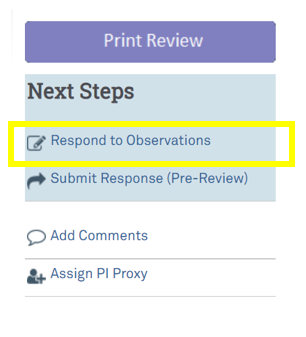 Print Review
Next Steps
Respond to Observations
Submit Response (Pre-Review)
Add Comments
Assign PI Proxy